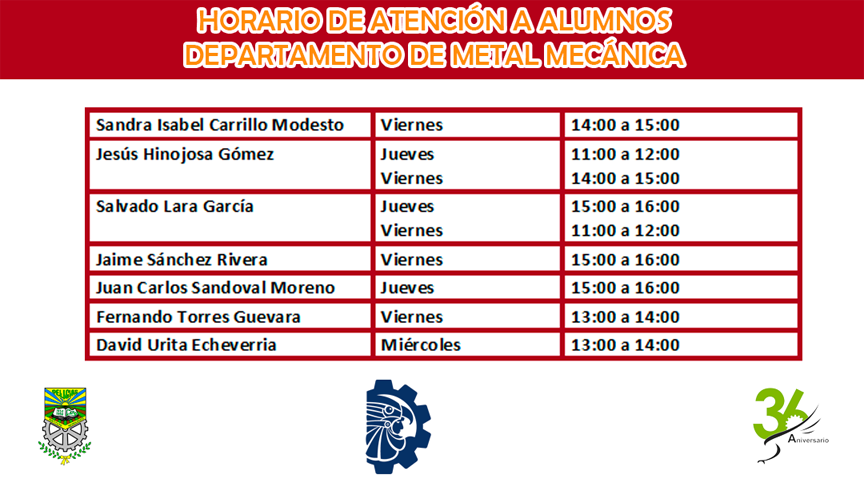 HORARIO DE ATENCIÓN A ALUMNOS
DEPARTAMENTO DE METAL MECÁNICA
Sandra Isabel Carrillo Modesto Viernes 14:00 a 15:00
Jesús Hinojosa Gómez Jueves 11:00 a 12:00
Viernes 14:00 a 15:00
Salvado Lara García Jueves 15:00 a 16:00
Viernes 11:00 a 12:00
Jaime Sánchez Rivera Viernes 15:00 a 16:00
Juan Carlos Sandoval Moreno Jueves 15:00 a 16:00
Fernando Torres Guevara Viernes 13:00 a 14:00
David Urita Echeverria Miércoles 13:00 a 14:00
DELICIAS
36
Aniversario